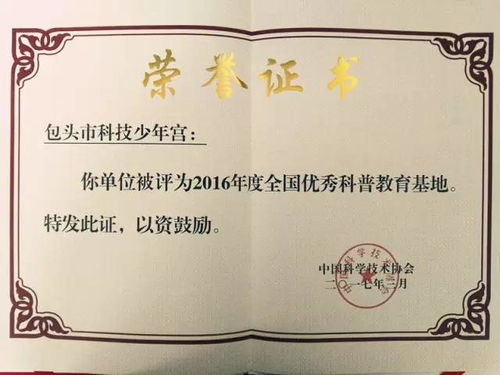 荣誉证书
包头市科技少年宫：
你单位被评为2016年度全国优秀科普教育基地。
特发此证，以资鼓励。
中国科学技术协会
二〇一七年三月